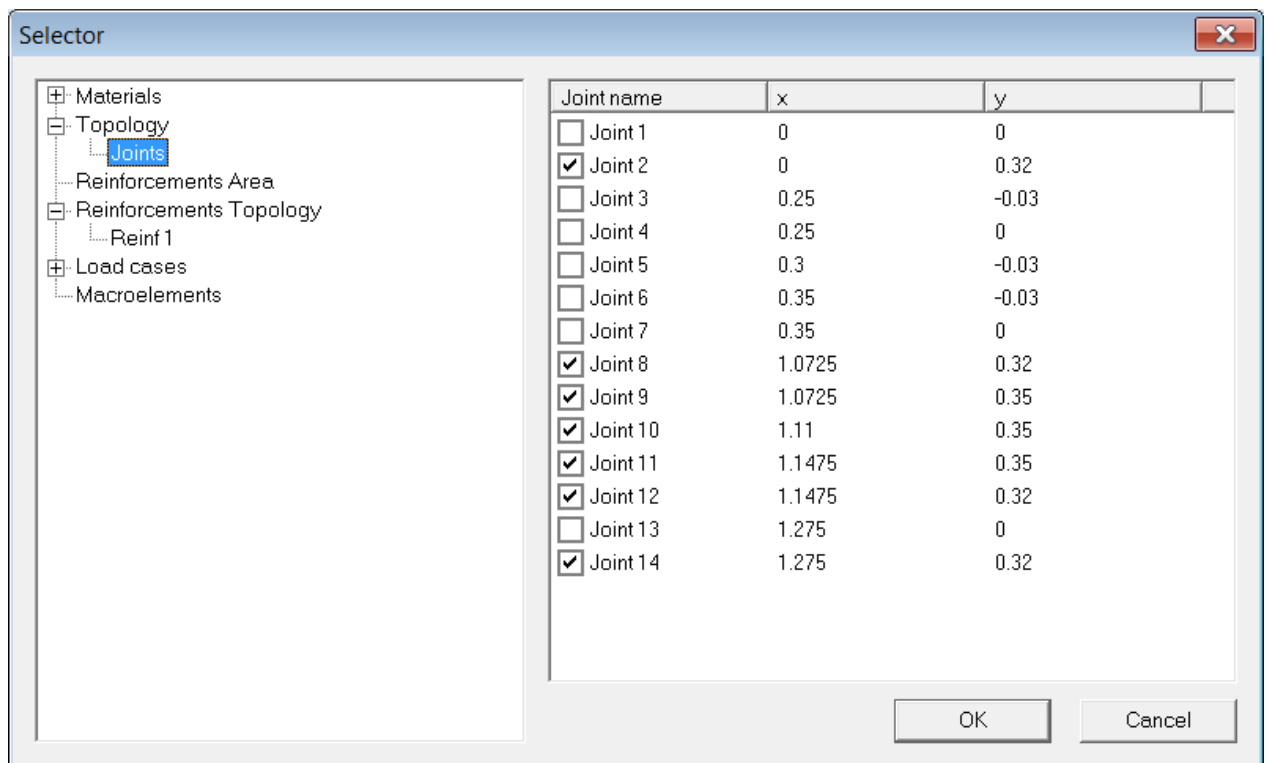 Selector
Materials
Topology
Joints
Reinforcements Area
Reinforcements Topology
Reinf 1
Load cases
Macroelements
Joint name x y
Joint 1 0 0
Joint 2 0 0.32
Joint 3 0.25 -0.03
Joint 4 0.25 0
Joint 5 0.3 -0.03
Joint 6 0.35 -0.03
Joint 7 0.35 0
Joint 8 1.0725 0.32
Joint 9 1.0725 0.35
Joint 10 1.11 0.35
Joint 11 1.1475 0.35
Joint 12 1.1475 0.32
Joint 13 1.275 0
Joint 14 1.275 0.32
OK Cancel